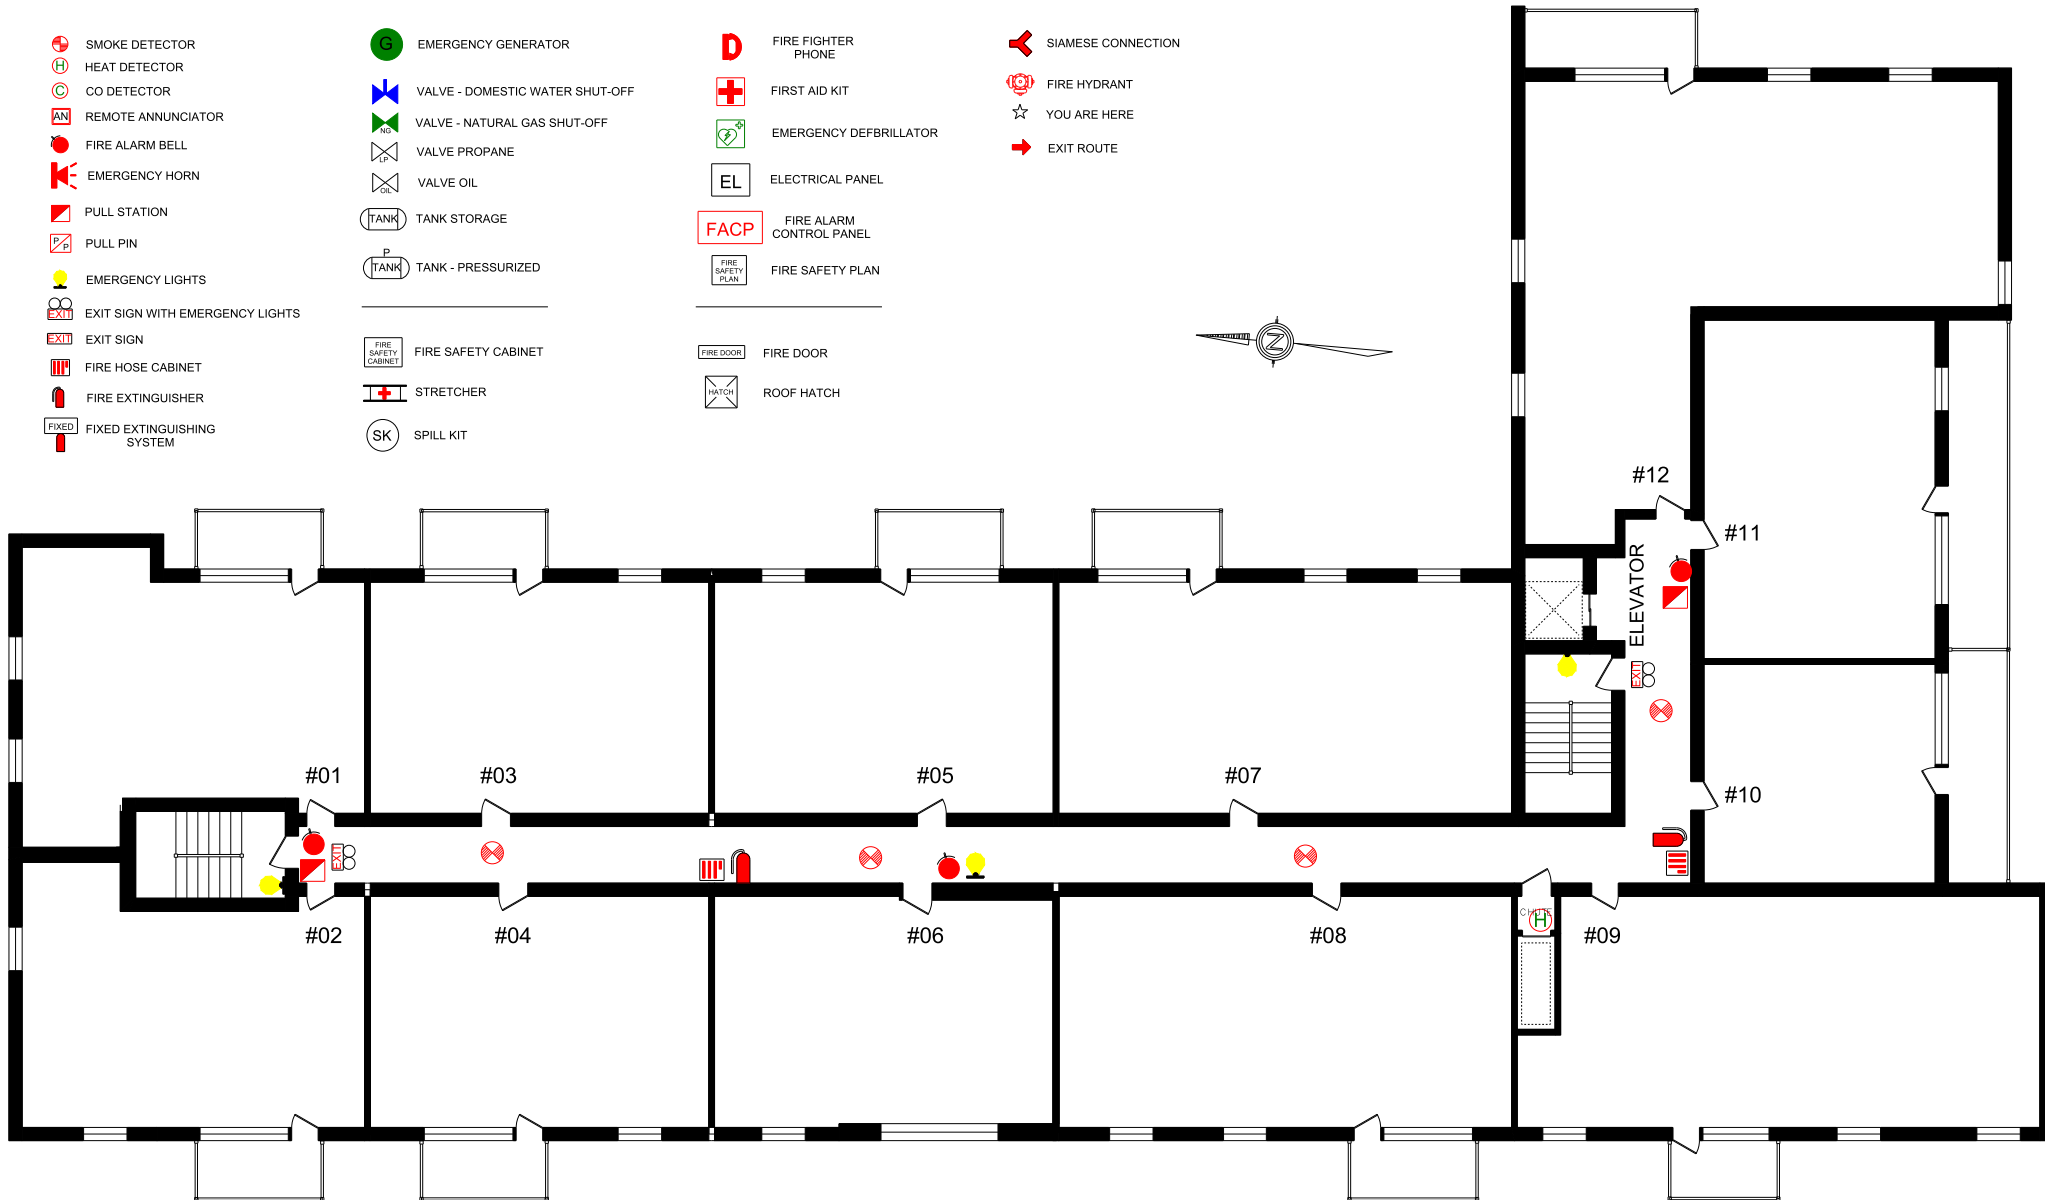 SMOKE DETECTOR
H HEAT DETECTOR
C CO DETECTOR
AN REMOTE ANNUNCIATOR
FIRE ALARM BELL
EMERGENCY HORN
PULL STATION
P/P PULL PIN
EMERGENCY LIGHTS
EXIT EXIT SIGN WITH EMERGENCY LIGHTS
EXIT EXIT SIGN
FIRE HOSE CABINET
FIRE EXTINGUISHER
FIXED FIXED EXTINGUISHING
SYSTEM
G EMERGENCY GENERATOR
VALVE - DOMESTIC WATER SHUT-OFF
NG VALVE - NATURAL GAS SHUT-OFF
LP VALVE PROPANE
OIL VALVE OIL
TANK TANK STORAGE
P
TANK TANK - PRESSURIZED
FIRE
SAFETY
CABINET
FIRE SAFETY CABINET
STRETCHER
SK SPILL KIT
D FIRE FIGHTER
PHONE
FIRST AID KIT
EMERGENCY DEFBRILLATOR
EL ELECTRICAL PANEL
FACP FIRE ALARM
CONTROL PANEL
FIRE
SAFETY
PLAN
FIRE SAFETY PLAN
FIRE DOOR FIRE DOOR
HATCH ROOF HATCH
SIAMESE CONNECTION
FIRE HYDRANT
YOU ARE HERE
EXIT ROUTE
Z
#12
#11
ELEVATOR
EXIT
#01
#03
#05
#07
#10
EXIT
CHUTE
H
#02
#04
#06
#08
#09